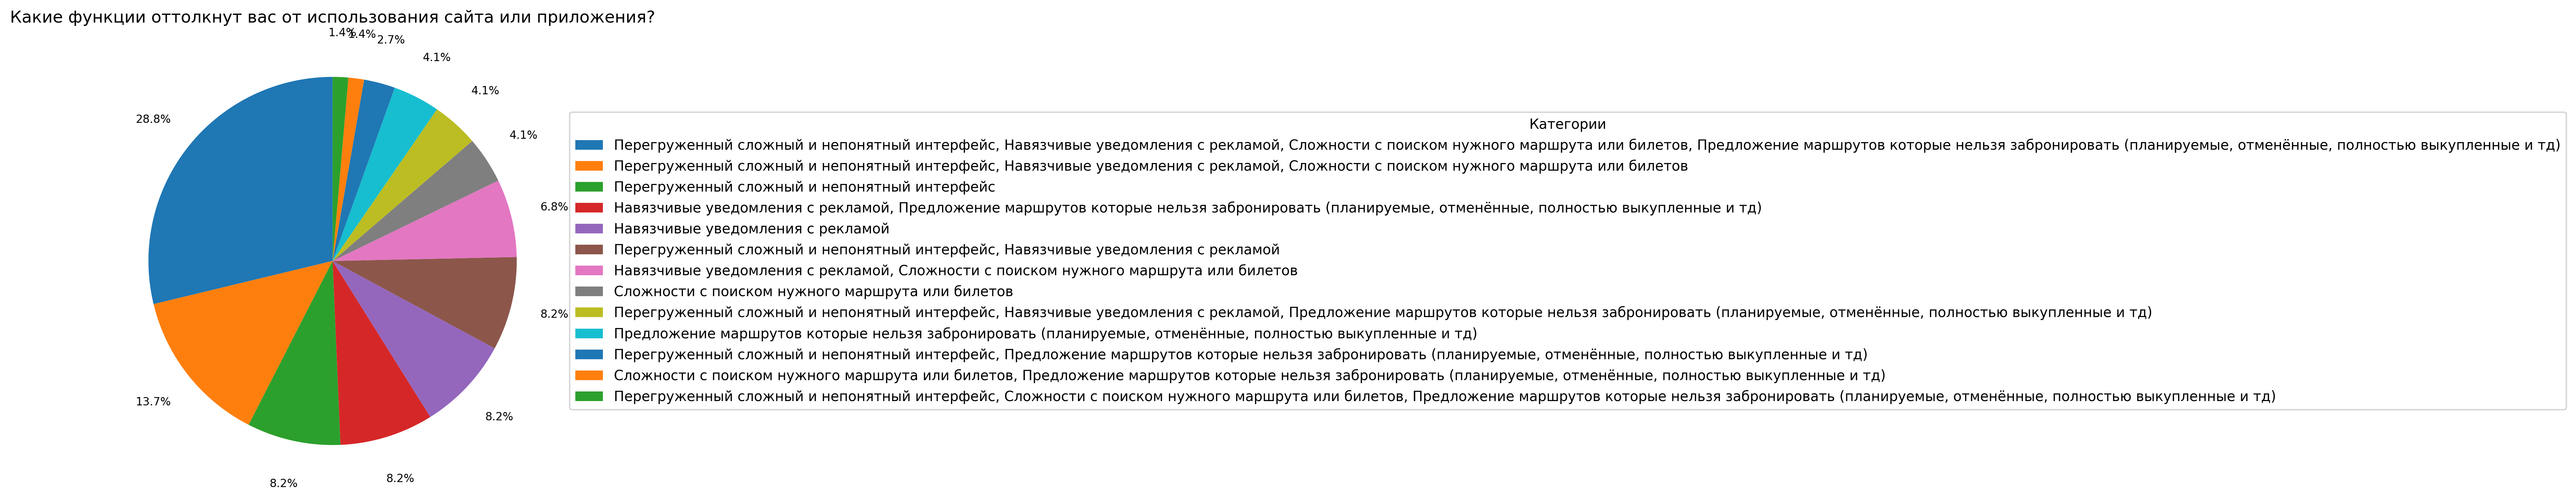 Какие функции оттолкнут вас от использования сайта или приложения?
1.4%
1.4%
2.7%
4.1%
4.1%
4.1%
6.8%
8.2%
8.2%
8.2%
8.2%
13.7%
28.8%
Категории
Перегруженный сложный и непонятный интерфейс, Навязчивые уведомления с рекламой, Сложности с поиском нужного маршрута или билетов, Предложение маршрутов которые нельзя забронировать (планируемые, отменённые, полностью выкупленные и тд)
Перегруженный сложный и непонятный интерфейс, Навязчивые уведомления с рекламой, Сложности с поиском нужного маршрута или билетов
Перегруженный сложный и непонятный интерфейс
Навязчивые уведомления с рекламой, Предложение маршрутов которые нельзя забронировать (планируемые, отменённые, полностью выкупленные и тд)
Навязчивые уведомления с рекламой
Перегруженный сложный и непонятный интерфейс, Навязчивые уведомления с рекламой
Навязчивые уведомления с рекламой, Сложности с поиском нужного маршрута или билетов
Сложности с поиском нужного маршрута или билетов
Перегруженный сложный и непонятный интерфейс, Навязчивые уведомления с рекламой, Предложение маршрутов которые нельзя забронировать (планируемые, отменённые, полностью выкупленные и тд)
Предложение маршрутов которые нельзя забронировать (планируемые, отменённые, полностью выкупленные и тд)
Перегруженный сложный и непонятный интерфейс, Предложение маршрутов которые нельзя забронировать (планируемые, отменённые, полностью выкупленные и тд)
Сложности с поиском нужного маршрута или билетов, Предложение маршрутов которые нельзя забронировать (планируемые, отменённые, полностью выкупленные и тд)
Перегруженный сложный и непонятный интерфейс, Сложности с поиском нужного маршрута или билетов, Предложение маршрутов которые нельзя забронировать (планируемые, отменённые, полностью выкупленные и тд)